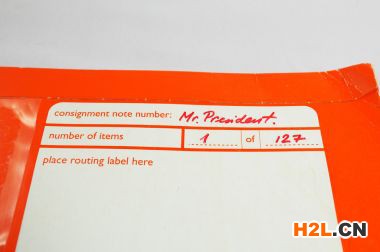 consignment note number: Mr. President.
number of items 1 of 127
place routing label here
H2L.CN